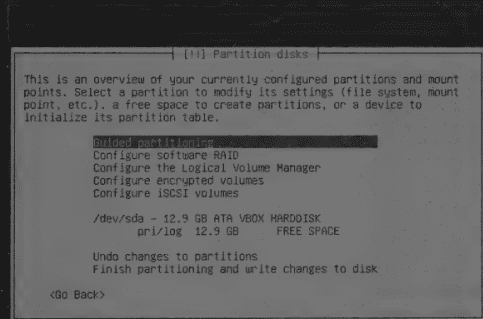 [!!] Partition disks
This is an overview of your currently configured partitions and mount
points. Select a partition to modify its settings (file system, mount
point, etc.), a free space to create partitions, or a device to
initialize its partition table.
Guided partitioning
Configure software RAID
Configure the Logical Volume Manager
Configure encrypted volumes
Configure iSCSI volumes
/dev/sda - 12.9 GB ATA VBOX HARDDISK
pri/log 12.9 GB FREE SPACE
Undo changes to partitions
Finish partitioning and write changes to disk
<Go Back>